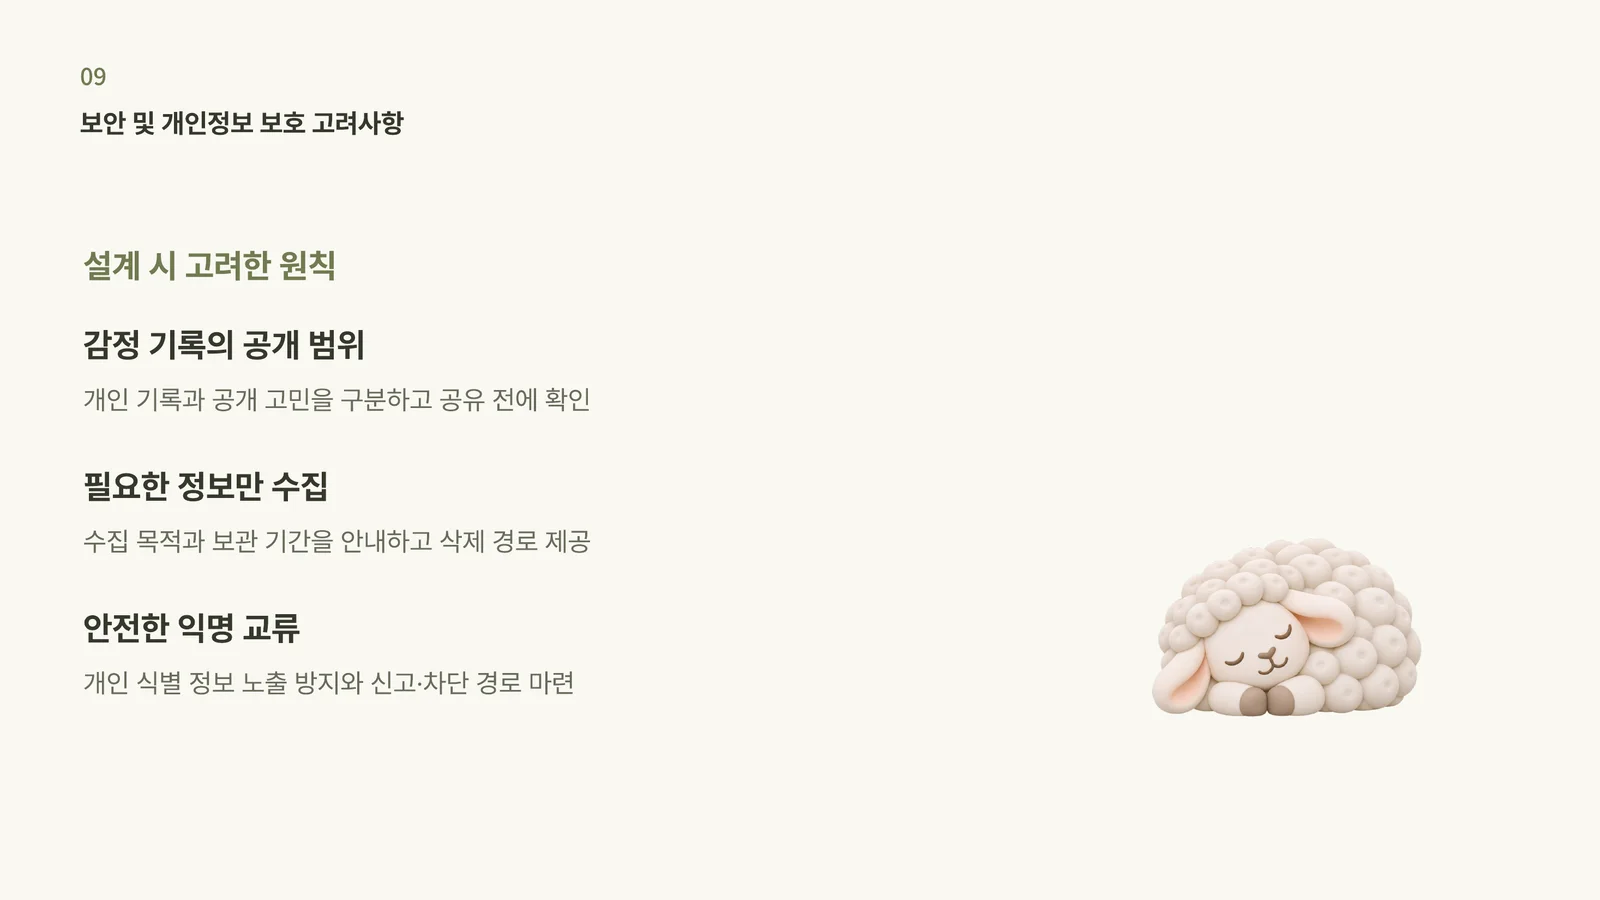 09
보안 및 개인정보 보호 고려사항
설계 시 고려한 원칙
감정 기록의 공개 범위
개인 기록과 공개 고민을 구분하고 공유 전에 확인
필요한 정보만 수집
수집 목적과 보관 기간을 안내하고 삭제 경로 제공
안전한 익명 교류
개인 식별 정보 노출 방지와 신고·차단 경로 마련